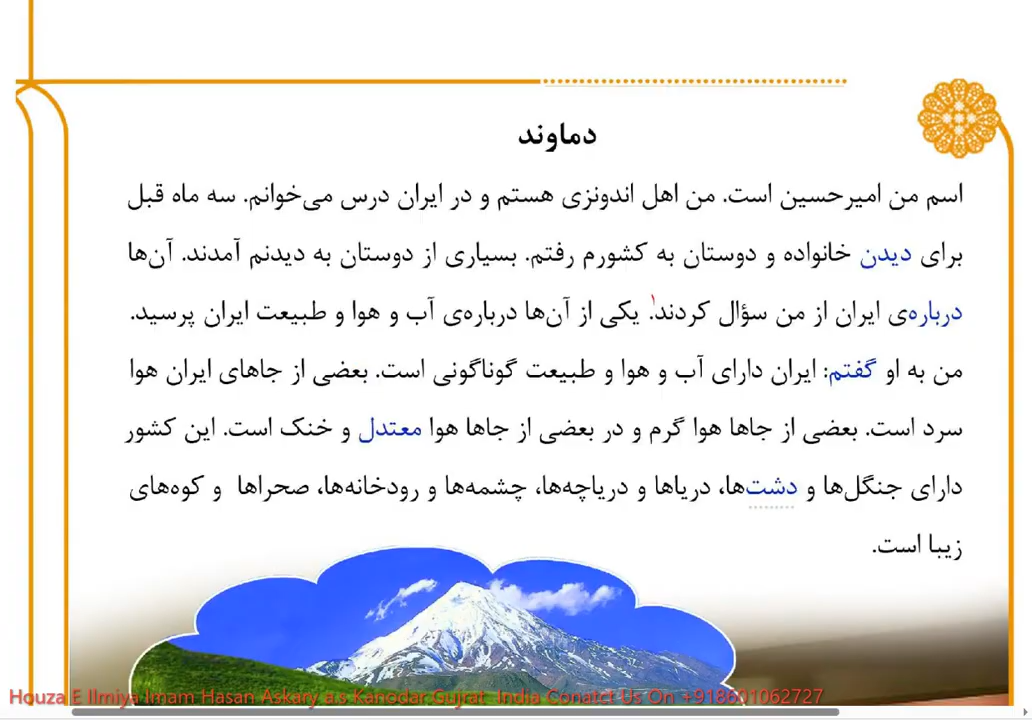 دماوند
اسم من امیرحسین است. من اهل اندونزی هستم و در ایران درس می‌خوانم. سه ماه قبل
برای دیدن خانواده و دوستان به کشورم رفتم. بسیاری از دوستان به دیدنم آمدند. آن‌ها
درباره‌ی ایران از من سؤال کردند. یکی از آن‌ها درباره‌ی آب و هوا و طبیعت ایران پرسید.
من به او گفتم: ایران دارای آب و هوا و طبیعت گوناگونی است. بعضی از جاهای ایران هوا
سرد است. بعضی از جاها هوا گرم و در بعضی از جاها هوا معتدل و خنک است. این کشور
دارای جنگل‌ها و دشت‌ها، دریاها و دریاچه‌ها، چشمه‌ها و رودخانه‌ها، صحراها و کوه‌های
زیبا است.
Houza E Ilmiya Imam Hasan Askary a.s Kanodar Gujrat India Conatct Us On +918601062727